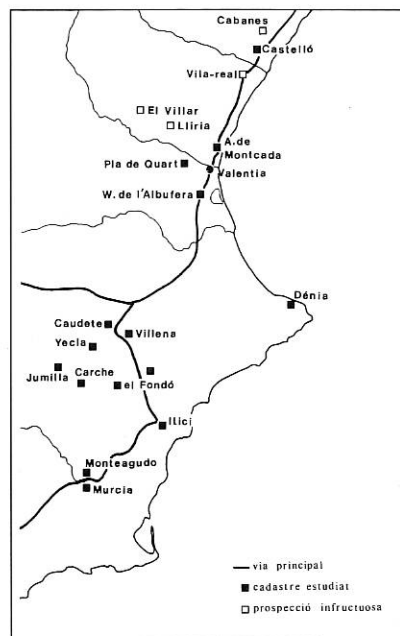 Cabanes
Castelló
Vila-real
El Villar
Llíria
A. de
Montcada
Pla de Quart
Valentia
W. de l'Albufera
Dénia
Caudete
Villena
Yecla
Jumilla
Carche
el Fondó
Ilici
Monteagudo
Murcia
via principal
cadastre estudiat
prospecció infructuosa